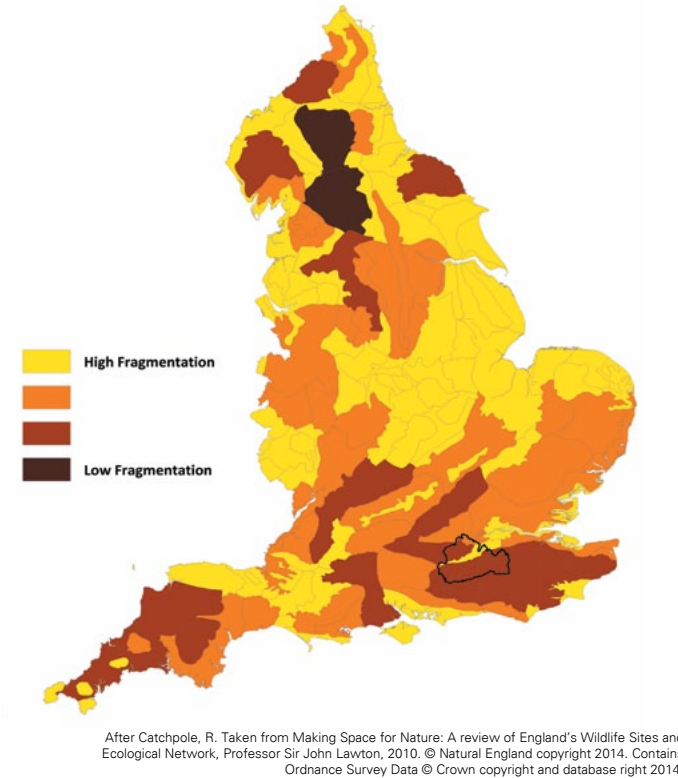 High Fragmentation
Low Fragmentation
After Catchpole, R. Taken from Making Space for Nature: A review of England's Wildlife Sites and
Ecological Network, Professor Sir John Lawton, 2010. © Natural England copyright 2014. Contains
Ordnance Survey Data © Crown copyright and database right 2014